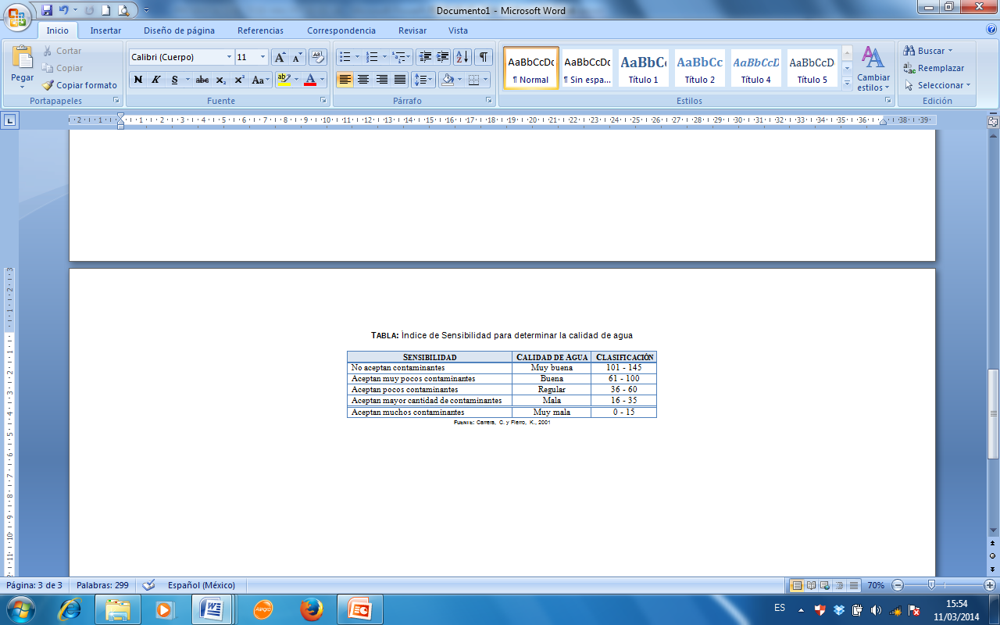 Documento1 - Microsoft Word
Inicio Insertar Diseño de página Referencias Correspondencia Revisar Vista
Pegar
Cortar
Copiar
Copiar formato
Portapapeles
Calibri (Cuerpo) 11
N K S abc x₂ x² Aa
Fuente
Párrafo
AaBbCcDc AaBbCcDc AaBbC AaBbCc AaBbCcD AaBbCcD
¶ Normal ¶ Sin espa... Título 1 Título 2 Título 4 Título 5
Cambiar estilos
Estilos
Buscar
Reemplazar
Seleccionar
Edición
2 1 1 2 3 4 5 6 7 8 9 10 11 12 13 14 15 16 17 18 19 20 21 22 23 24 25 26 27 28 29 30 31 32 33 34 35 36 38 39
TABLA: Índice de Sensibilidad para determinar la calidad de agua
SENSIBILIDAD CALIDAD DE AGUA CLASIFICACIÓN
No aceptan contaminantes Muy buena 101 - 145
Aceptan muy pocos contaminantes Buena 61 - 100
Aceptan pocos contaminantes Regular 36 - 60
Aceptan mayor cantidad de contaminantes Mala 16 - 35
Aceptan muchos contaminantes Muy mala 0 - 15
FUENTE: Carrera, C. y Fierro, K., 2001
Página: 3 de 3 Palabras: 299 Español (México) 70%
ES 15:54
11/03/2014